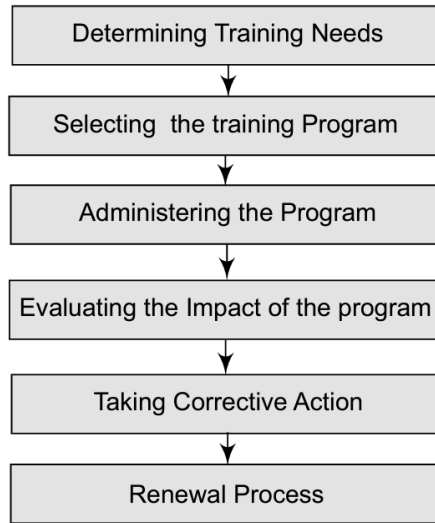 Determining Training Needs
Selecting the training Program
Administering the Program
Evaluating the Impact of the program
Taking Corrective Action
Renewal Process